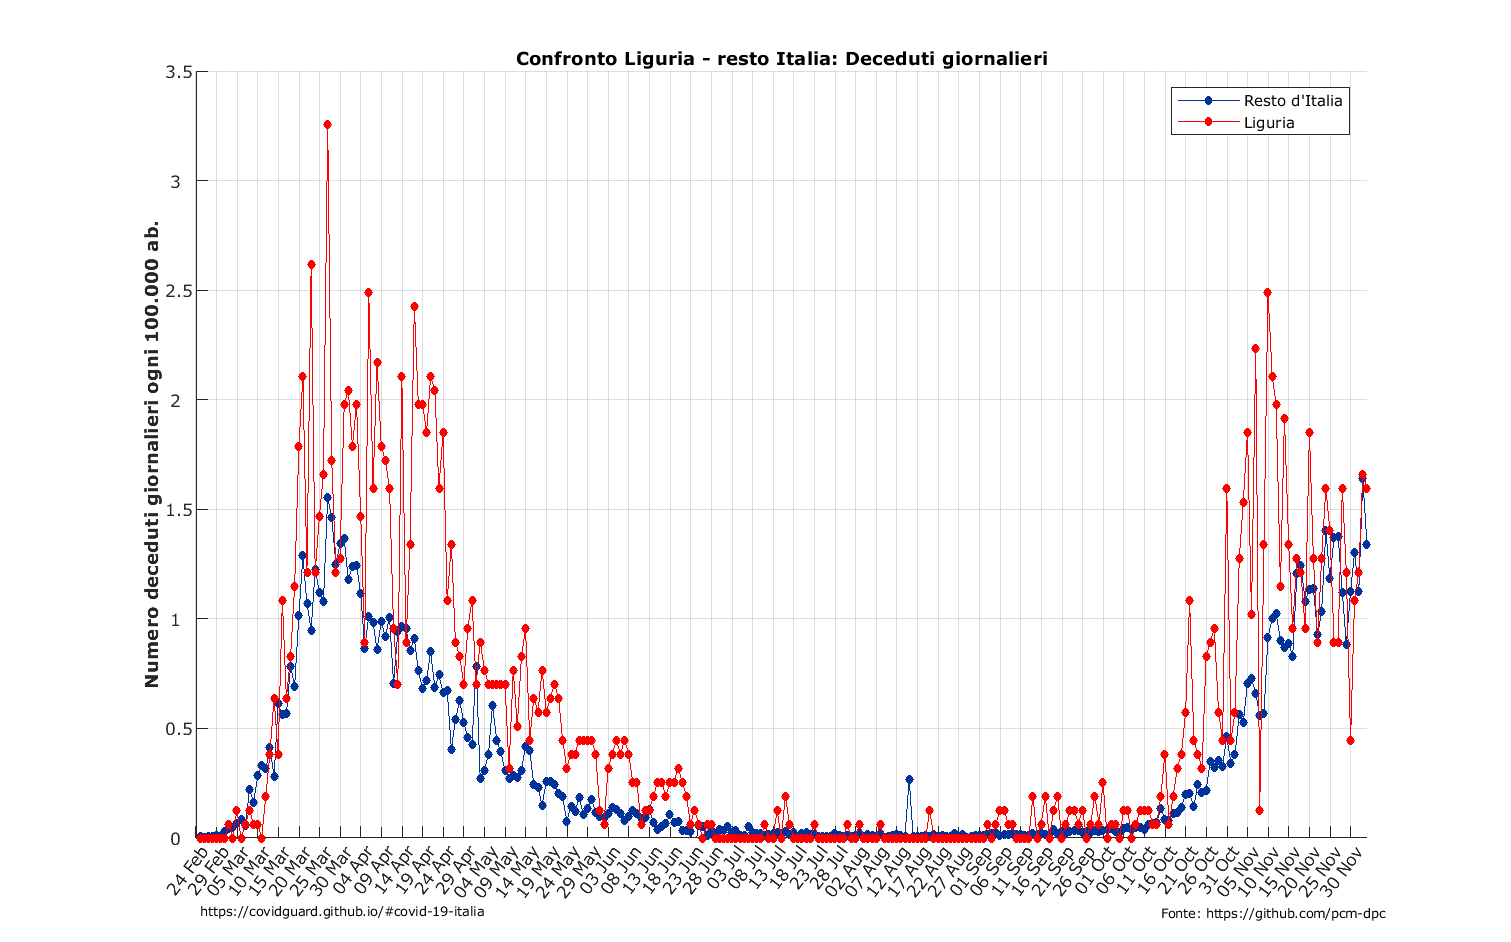 Confronto Liguria - resto Italia: Deceduti giornalieri
Resto d'Italia
Liguria
Numero deceduti giornalieri ogni 100.000 ab.
3.5
3
2.5
2
1.5
1
0.5
0
24 Feb
29 Feb
05 Mar
10 Mar
15 Mar
20 Mar
25 Mar
30 Mar
04 Apr
09 Apr
14 Apr
19 Apr
24 Apr
29 Apr
04 May
09 May
14 May
19 May
24 May
29 May
03 Jun
08 Jun
13 Jun
18 Jun
23 Jun
28 Jun
03 Jul
08 Jul
13 Jul
18 Jul
23 Jul
28 Jul
02 Aug
07 Aug
12 Aug
17 Aug
22 Aug
27 Aug
01 Sep
06 Sep
11 Sep
16 Sep
21 Sep
26 Sep
01 Oct
06 Oct
11 Oct
16 Oct
21 Oct
26 Oct
31 Oct
05 Nov
10 Nov
15 Nov
20 Nov
25 Nov
30 Nov
https://covidguard.github.io/#covid-19-italia
Fonte: https://github.com/pcm-dpc